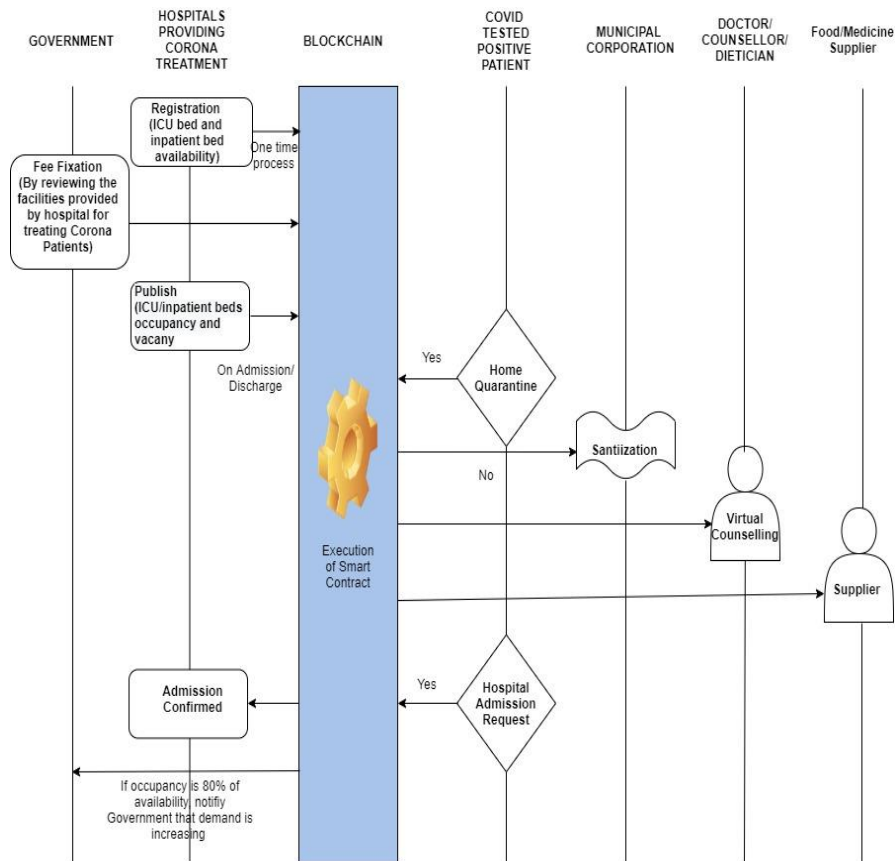 GOVERNMENT
HOSPITALS
PROVIDING
CORONA
TREATMENT
BLOCKCHAIN
COVID
TESTED
POSITIVE
PATIENT
MUNICIPAL
CORPORATION
DOCTOR/
COUNSELLOR/
DIETICIAN
Food/Medicine
Supplier
Registration
(ICU bed and
inpatient bed
availability)
One time
process
Fee Fixation
(By reviewing the
facilities provided
by hospital for
treating Corona
Patients)
Publish
(ICU/inpatient beds
occupancy and
vacany
On Admission/
Discharge
Yes
Home
Quarantine
No
Santiization
Virtual
Counselling
Execution
of Smart
Contract
Supplier
Admission
Confirmed
Yes
Hospital
Admission
Request
If occupancy is 80% of
availability, notifiy
Government that demand is
increasing